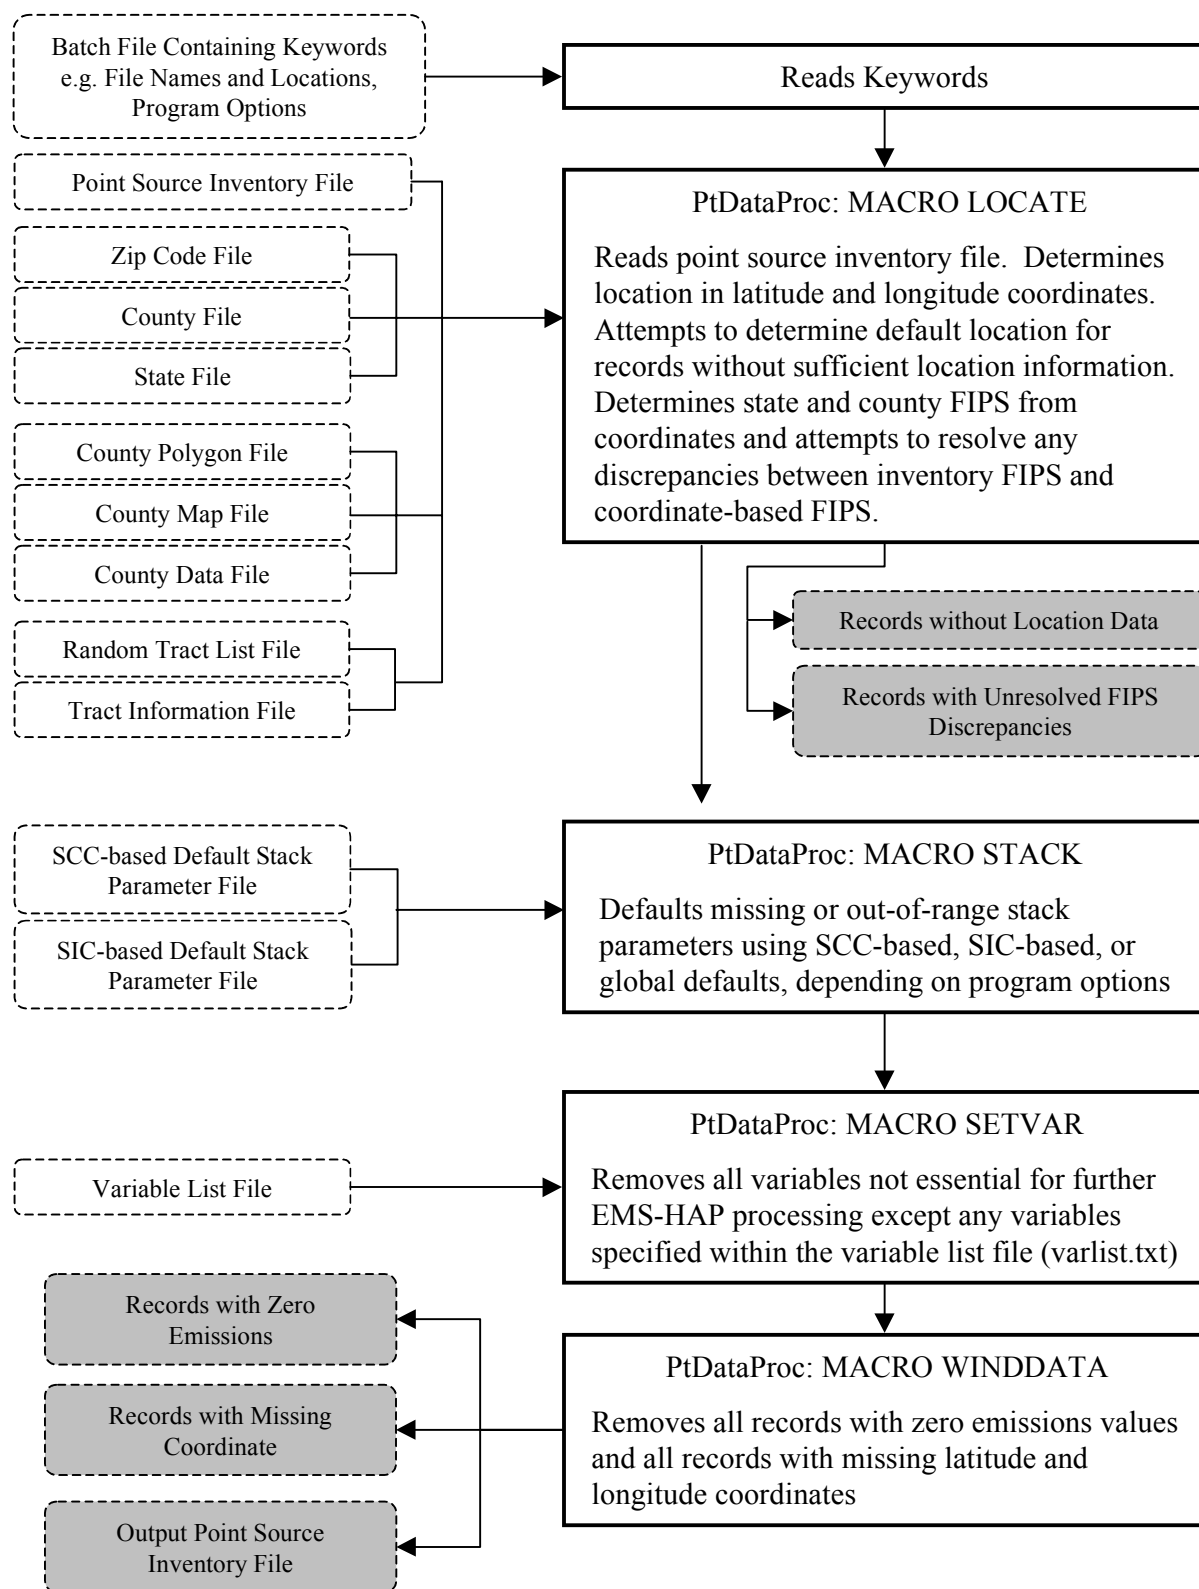 Batch File Containing Keywords
e.g. File Names and Locations,
Program Options
Reads Keywords
Point Source Inventory File
Zip Code File
County File
State File
County Polygon File
County Map File
County Data File
Random Tract List File
Tract Information File
PtDataProc: MACRO LOCATE
Reads point source inventory file.  Determines
location in latitude and longitude coordinates.
Attempts to determine default location for
records without sufficient location information.
Determines state and county FIPS from
coordinates and attempts to resolve any
discrepancies between inventory FIPS and
coordinate-based FIPS.
Records without Location Data
Records with Unresolved FIPS
Discrepancies
SCC-based Default Stack
Parameter File
SIC-based Default Stack
Parameter File
PtDataProc: MACRO STACK
Defaults missing or out-of-range stack
parameters using SCC-based, SIC-based, or
global defaults, depending on program options
Variable List File
PtDataProc: MACRO SETVAR
Removes all variables not essential for further
EMS-HAP processing except any variables
specified within the variable list file (varlist.txt)
Records with Zero
Emissions
Records with Missing
Coordinate
Output Point Source
Inventory File
PtDataProc: MACRO WINDDATA
Removes all records with zero emissions values
and all records with missing latitude and
longitude coordinates